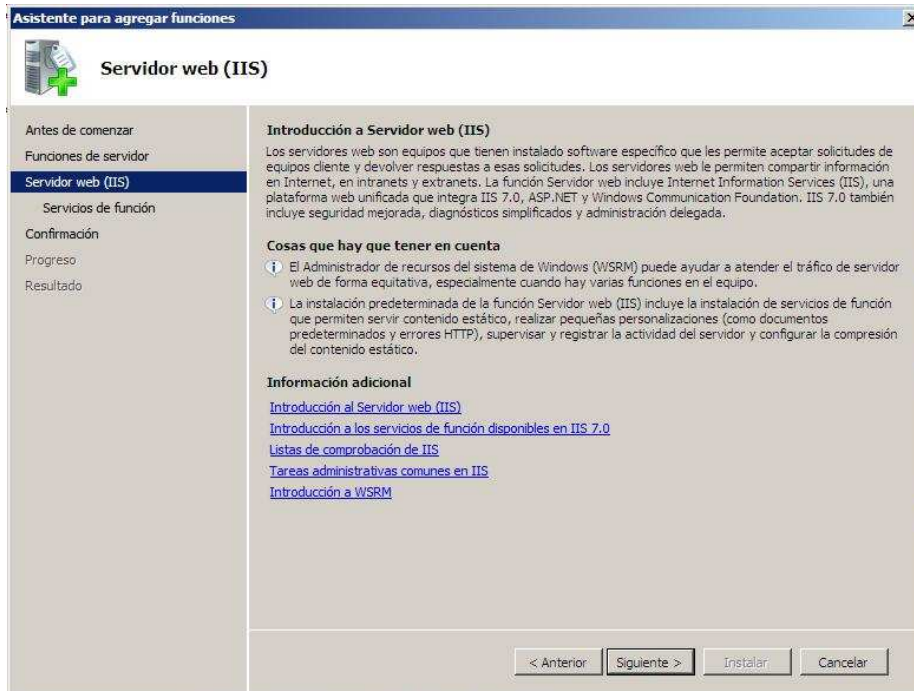 Asistente para agregar funciones
Servidor web (IIS)
Antes de comenzar
Funciones de servidor
Servidor web (IIS)
Servicios de función
Confirmación
Progreso
Resultado
Introducción a Servidor web (IIS)
Los servidores web son equipos que tienen instalado software específico que les permite aceptar solicitudes de
equipos cliente y devolver respuestas a esas solicitudes. Los servidores web le permiten compartir información
en Internet, en intranets y extranets. La función Servidor web incluye Internet Information Services (IIS), una
plataforma web unificada que integra IIS 7.0, ASP.NET y Windows Communication Foundation. IIS 7.0 también
incluye seguridad mejorada, diagnósticos simplificados y administración delegada.
Cosas que hay que tener en cuenta
El Administrador de recursos del sistema de Windows (WSRM) puede ayudar a atender el tráfico de servidor
web de forma equitativa, especialmente cuando hay varias funciones en el equipo.
La instalación predeterminada de la función Servidor web (IIS) incluye la instalación de servicios de función
que permiten servir contenido estático, realizar pequeñas personalizaciones (como documentos
predeterminados y errores HTTP), supervisar y registrar la actividad del servidor y configurar la compresión
del contenido estático.
Información adicional
Introducción al Servidor web (IIS)
Introducción a los servicios de función disponibles en IIS 7.0
Listas de comprobación de IIS
Tareas administrativas comunes en IIS
Introducción a WSRM
< Anterior
Siguiente >
Instalar
Cancelar